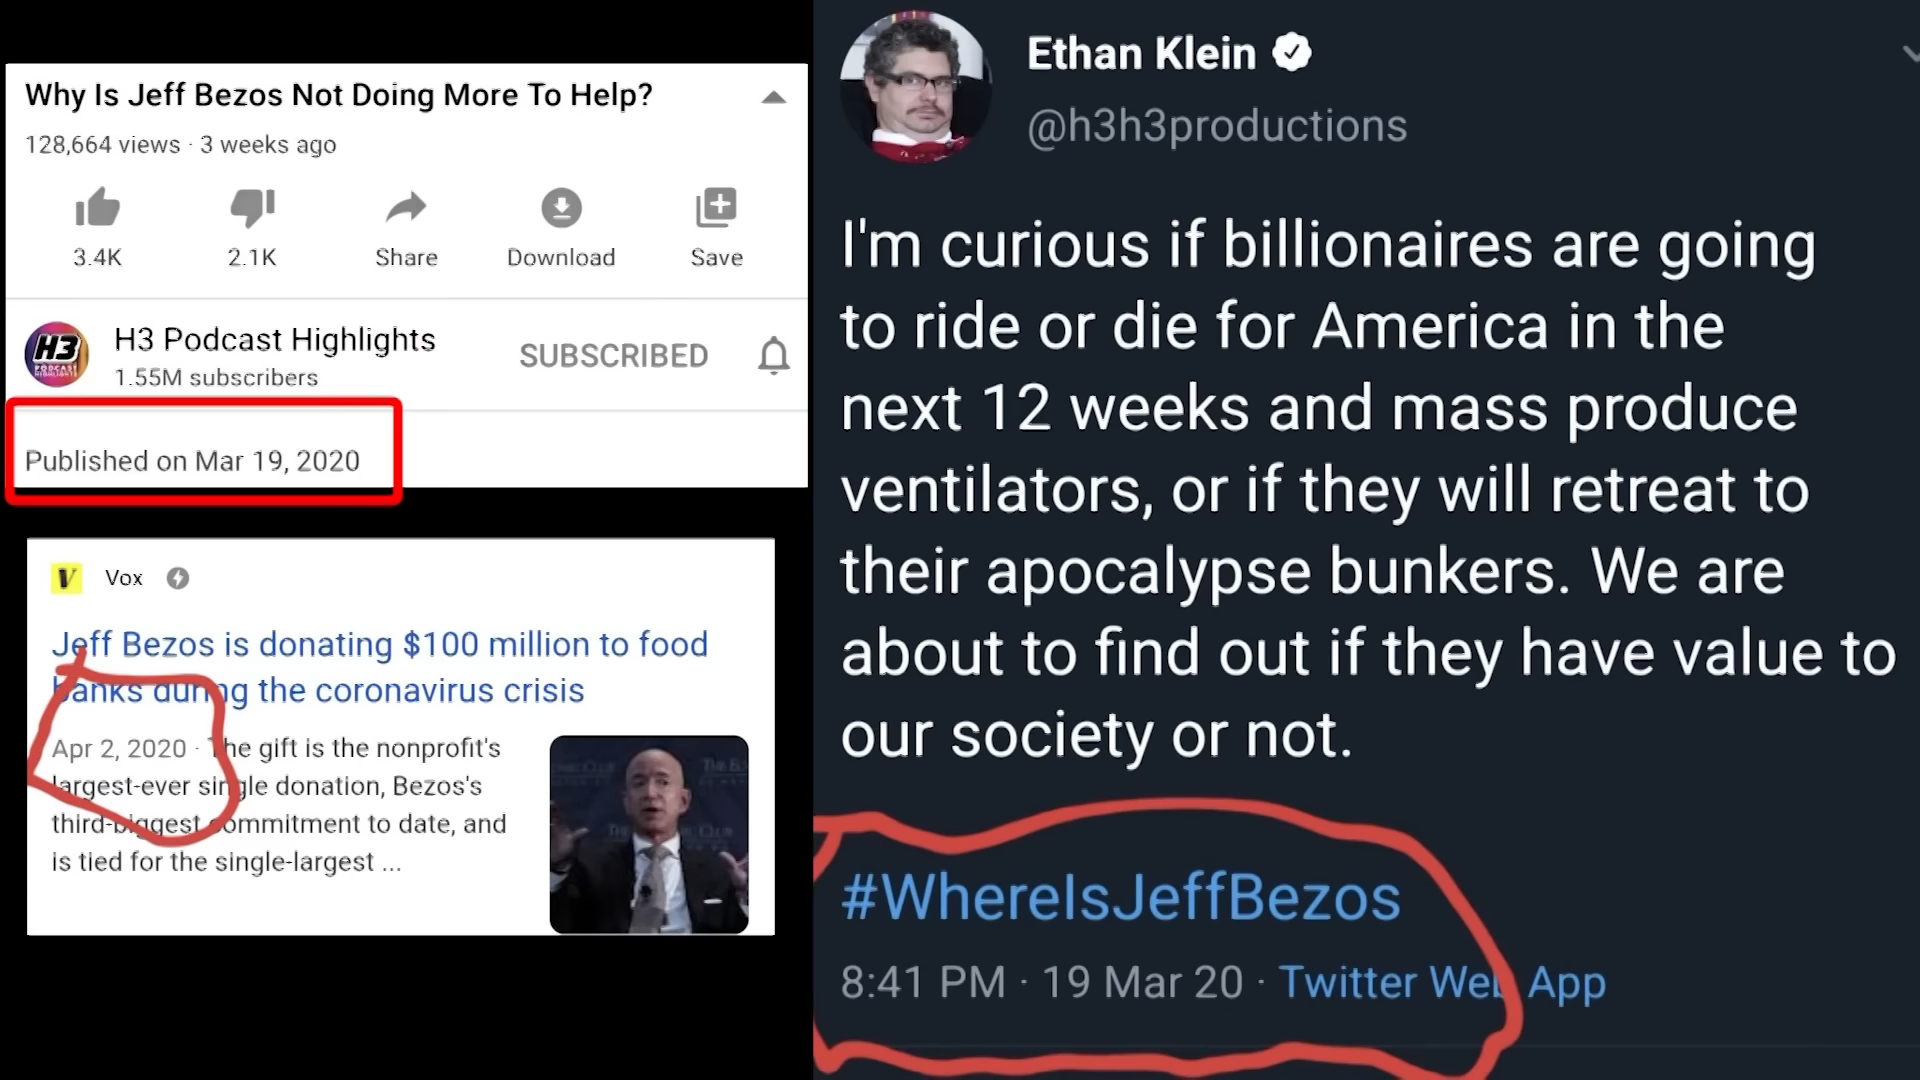 Why Is Jeff Bezos Not Doing More To Help?
128,664 views · 3 weeks ago
3.4K
2.1K
Share
Download
Save
H3
PODCAST
HIGHLIGHTS
H3 Podcast Highlights
1.55M subscribers
SUBSCRIBED
Published on Mar 19, 2020
V
Vox
Jeff Bezos is donating $100 million to food
banks during the coronavirus crisis
Apr 2, 2020 · The gift is the nonprofit's
largest-ever single donation, Bezos's
third-biggest commitment to date, and
is tied for the single-largest ...
Ethan Klein
@h3h3productions
I'm curious if billionaires are going
to ride or die for America in the
next 12 weeks and mass produce
ventilators, or if they will retreat to
their apocalypse bunkers. We are
about to find out if they have value to
our society or not.
#WhereIsJeffBezos
8:41 PM · 19 Mar 20 · Twitter Web App